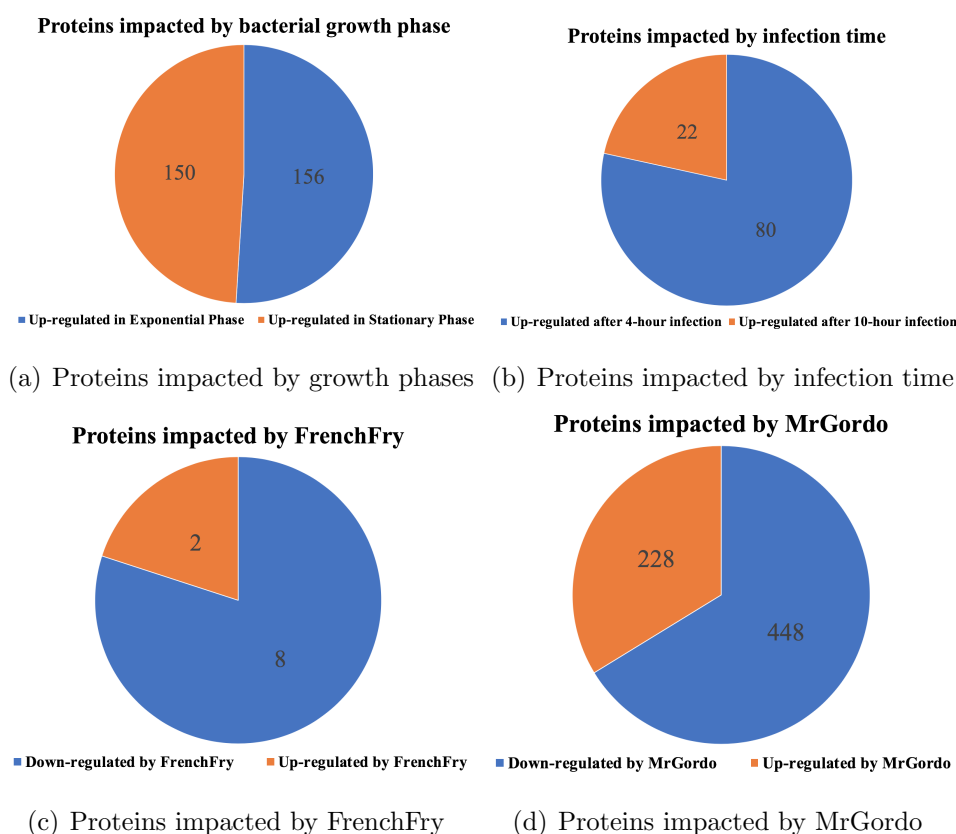 Proteins impacted by bacterial growth phase
150
156
Up-regulated in Exponential Phase Up-regulated in Stationary Phase
(a) Proteins impacted by growth phases
Proteins impacted by infection time
22
80
Up-regulated after 4-hour infection Up-regulated after 10-hour infection
(b) Proteins impacted by infection time
Proteins impacted by FrenchFry
2
8
Down-regulated by FrenchFry Up-regulated by FrenchFry
(c) Proteins impacted by FrenchFry
Proteins impacted by MrGordo
228
448
Down-regulated by MrGordo Up-regulated by MrGordo
(d) Proteins impacted by MrGordo